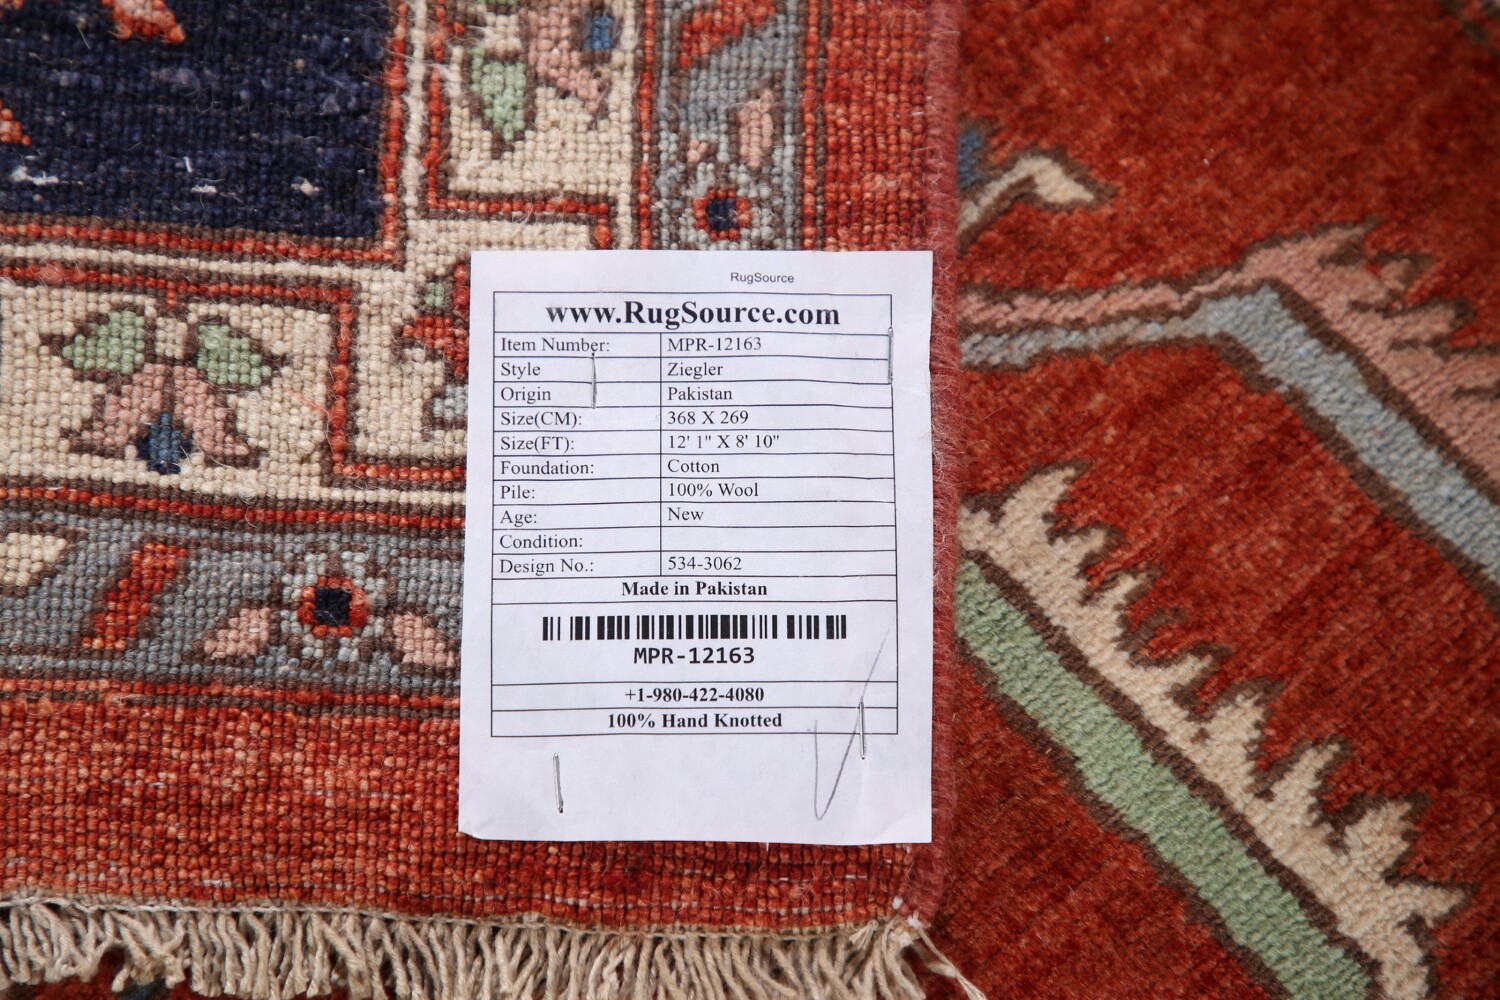 RugSource
www.RugSource.com
Item Number: MPR-12163
Style Ziegler
Origin Pakistan
Size(CM): 368 X 269
Size(FT): 12' 1" X 8' 10"
Foundation: Cotton
Pile: 100% Wool
Age: New
Condition:
Design No.: 534-3062
Made in Pakistan
MPR-12163
+1-980-422-4080
100% Hand Knotted